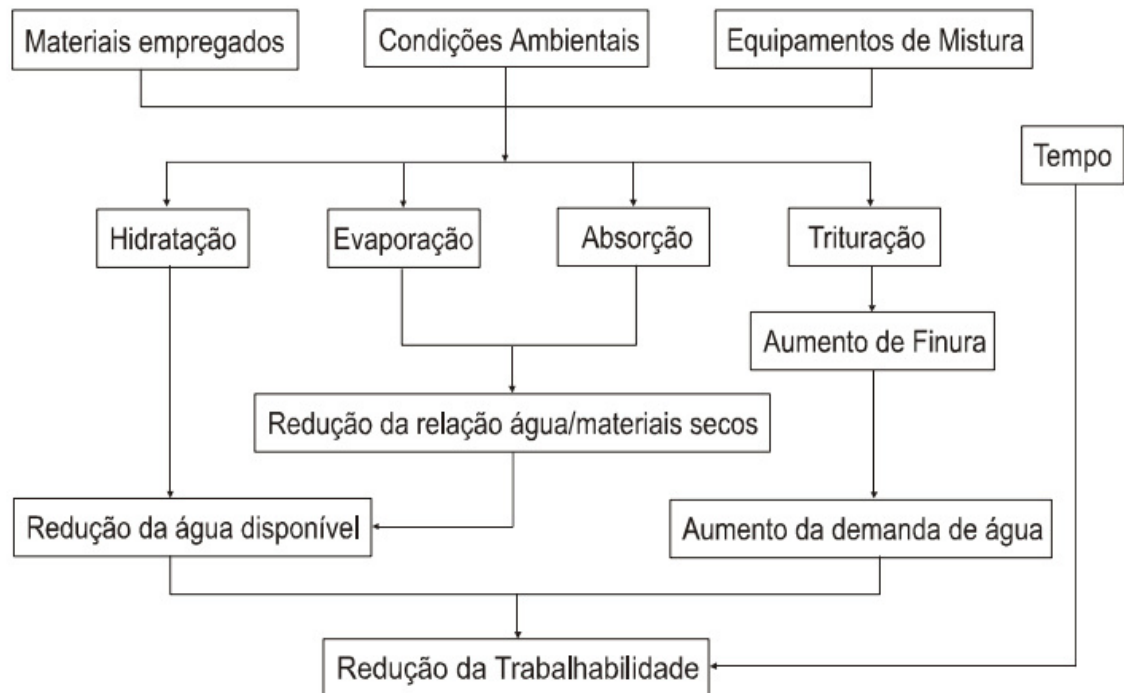 Materiais empregados
Condições Ambientais
Equipamentos de Mistura
Tempo
Hidratação
Evaporação
Absorção
Trituração
Aumento de Finura
Redução da relação água/materiais secos
Redução da água disponível
Aumento da demanda de água
Redução da Trabalhabilidade